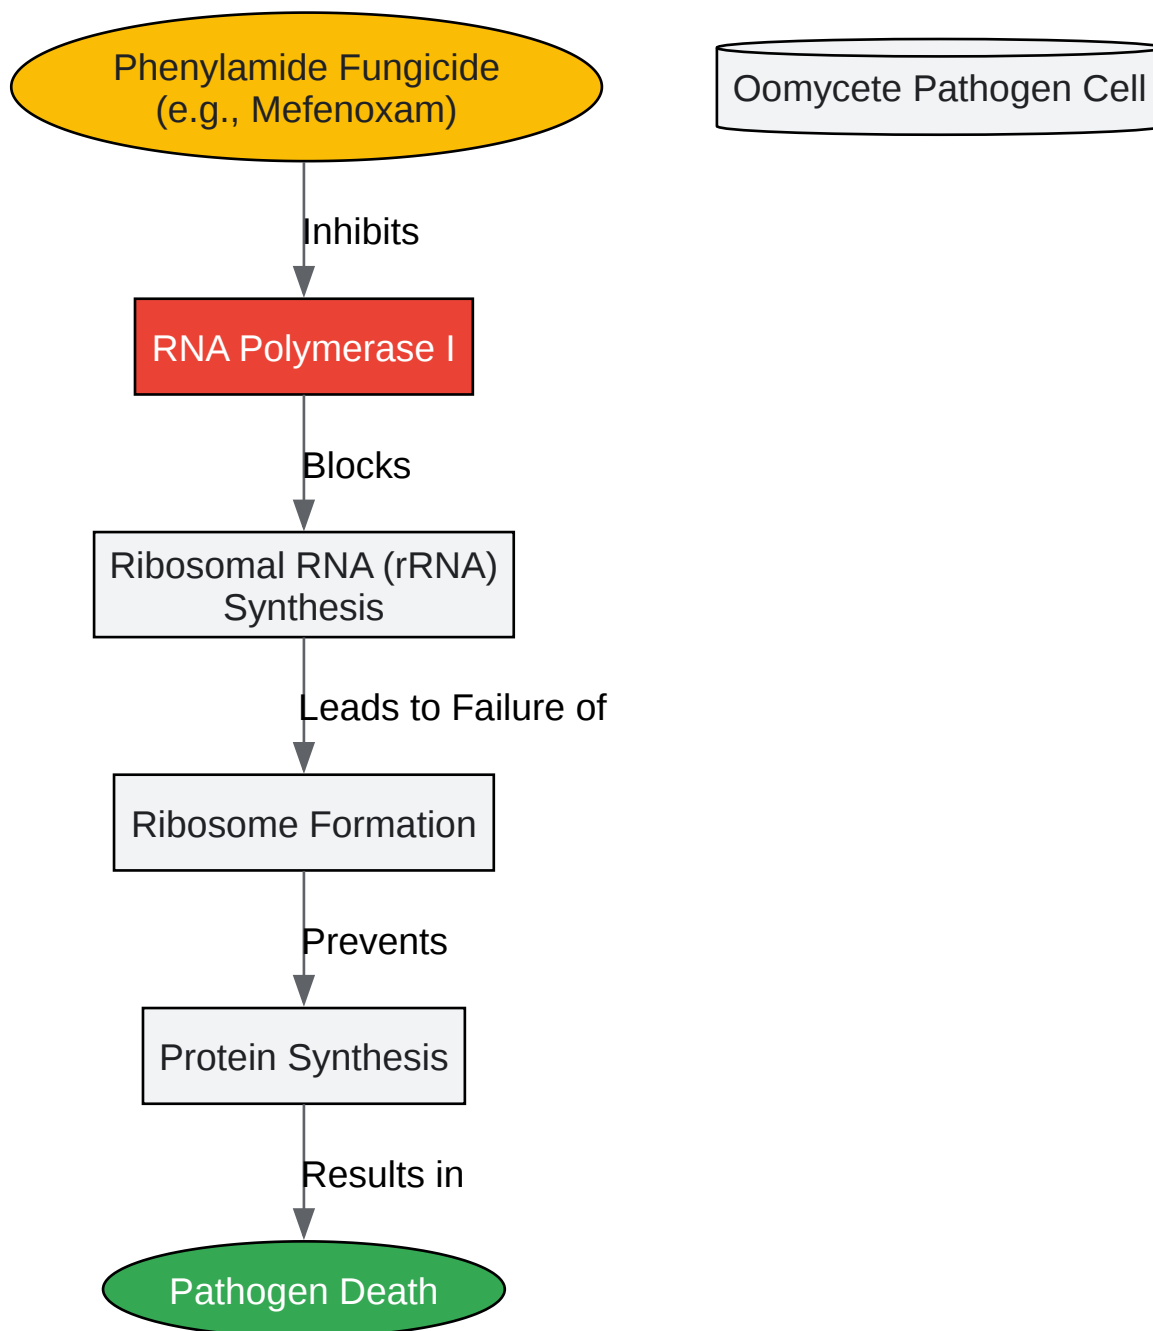 Phenylamide Fungicide
(e.g., Mefenoxam)
Oomycete Pathogen Cell
Inhibits
RNA Polymerase I
Blocks
Ribosomal RNA (rRNA)
Synthesis
Leads to Failure of
Ribosome Formation
Prevents
Protein Synthesis
Results in
Pathogen Death